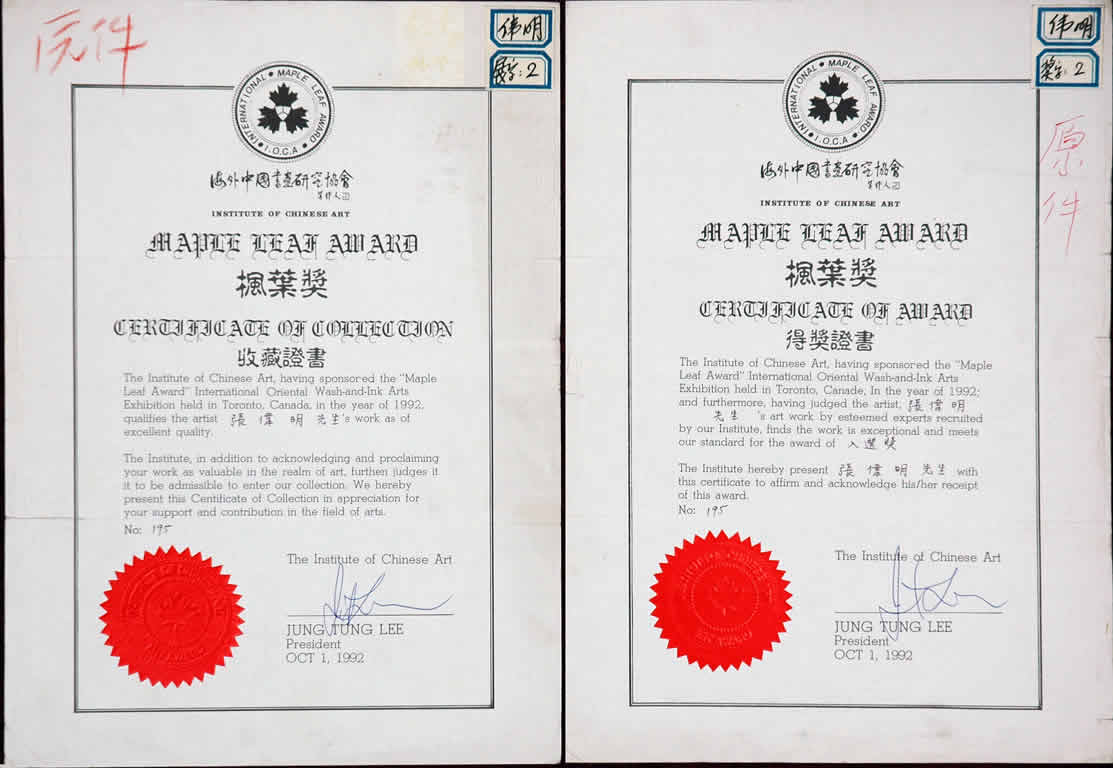 原件
伟明
2
INTERNATIONAL • MAPLE LEAF AWARD • I.O.C.A •
海外中國書畫研究協會
INSTITUTE OF CHINESE ART
MAPLE LEAF AWARD
楓葉獎
CERTIFICATE OF COLLECTION
收藏證書
The Institute of Chinese Art, having sponsored the "Maple
Leaf Award" International Oriental Wash-and-Ink Arts
Exhibition held in Toronto, Canada, in the year of 1992,
qualifies the artist 張偉明先生's work as of
excellent quality.
The Institute, in addition to acknowledging and proclaiming
your work as valuable in the realm of art, furthen judges it
it to be admissible to enter our collection. We hereby
present this Certificate of Collection in appreciation for
your support and contribution in the field of arts.
No: 195
The Institute of Chinese Art
JUNG TUNG LEE
President
OCT 1, 1992
伟明
奖字: 2
原件
INTERNATIONAL • MAPLE LEAF AWARD • I.O.C.A •
海外中國書畫研究協會
INSTITUTE OF CHINESE ART
MAPLE LEAF AWARD
楓葉獎
CERTIFICATE OF AWARD
得獎證書
The Institute of Chinese Art, having sponsored the "Maple
Leaf Award" International Oriental Wash-and-Ink Arts
Exhibition held in Toronto, Canade, In the year of 1992;
and furthermore, having judged the artist, 張偉明
先生 's art work by esteemed experts recruited
by our Institute, finds the work is exceptional and meets
our standard for the award of 入選獎
The Institute hereby present 張偉明先生 with
this certificate to affirm and acknowledge his/her receipt
of this award.
No: 195
The Institute of Chinese Art
JUNG TUNG LEE
President
OCT 1, 1992